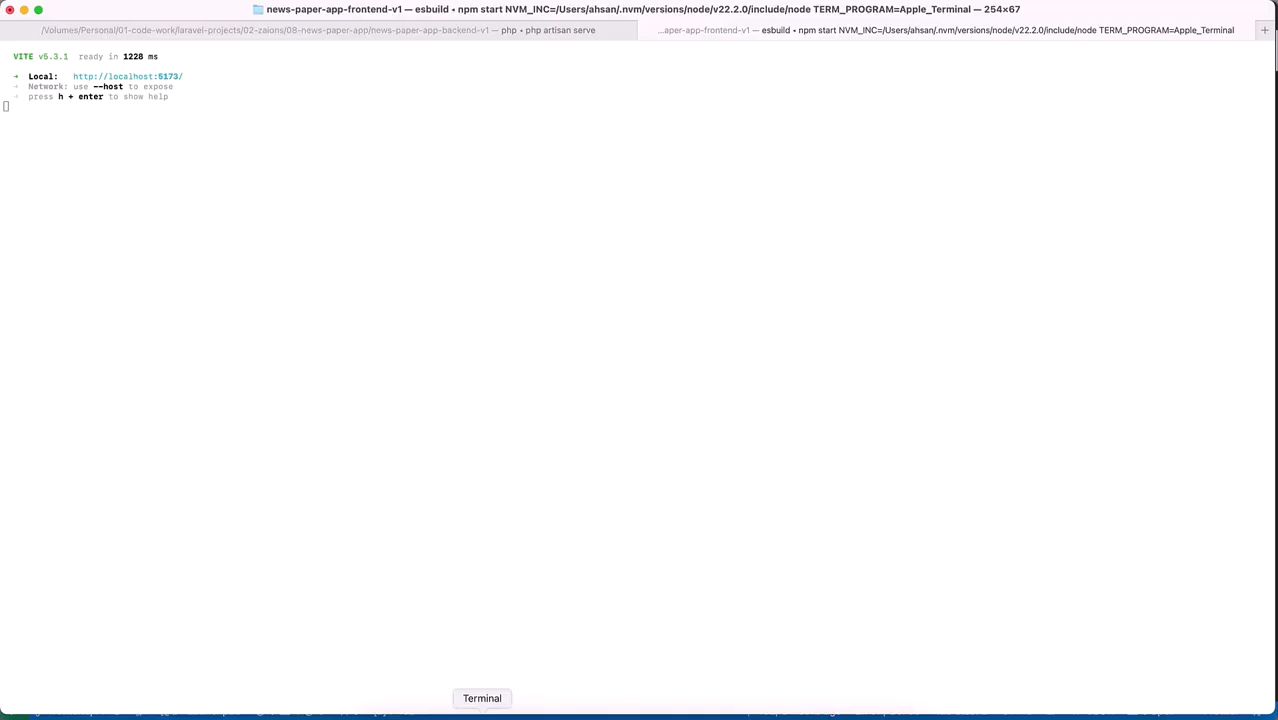 news-paper-app-frontend-v1 — esbuild • npm start NVM_INC=/Users/ahsan/.nvm/versions/node/v22.2.0/include/node TERM_PROGRAM=Apple_Terminal — 254×67
/Volumes/Personal/01-code-work/laravel-projects/02-zaions/08-news-paper-app/news-paper-app-backend-v1 — php • php artisan serve
...aper-app-frontend-v1 — esbuild • npm start NVM_INC=/Users/ahsan/.nvm/versions/node/v22.2.0/include/node TERM_PROGRAM=Apple_Terminal
VITE v5.3.1 ready in 1228 ms
➜ Local: http://localhost:5173/
➜ Network: use --host to expose
➜ press h + enter to show help
Terminal